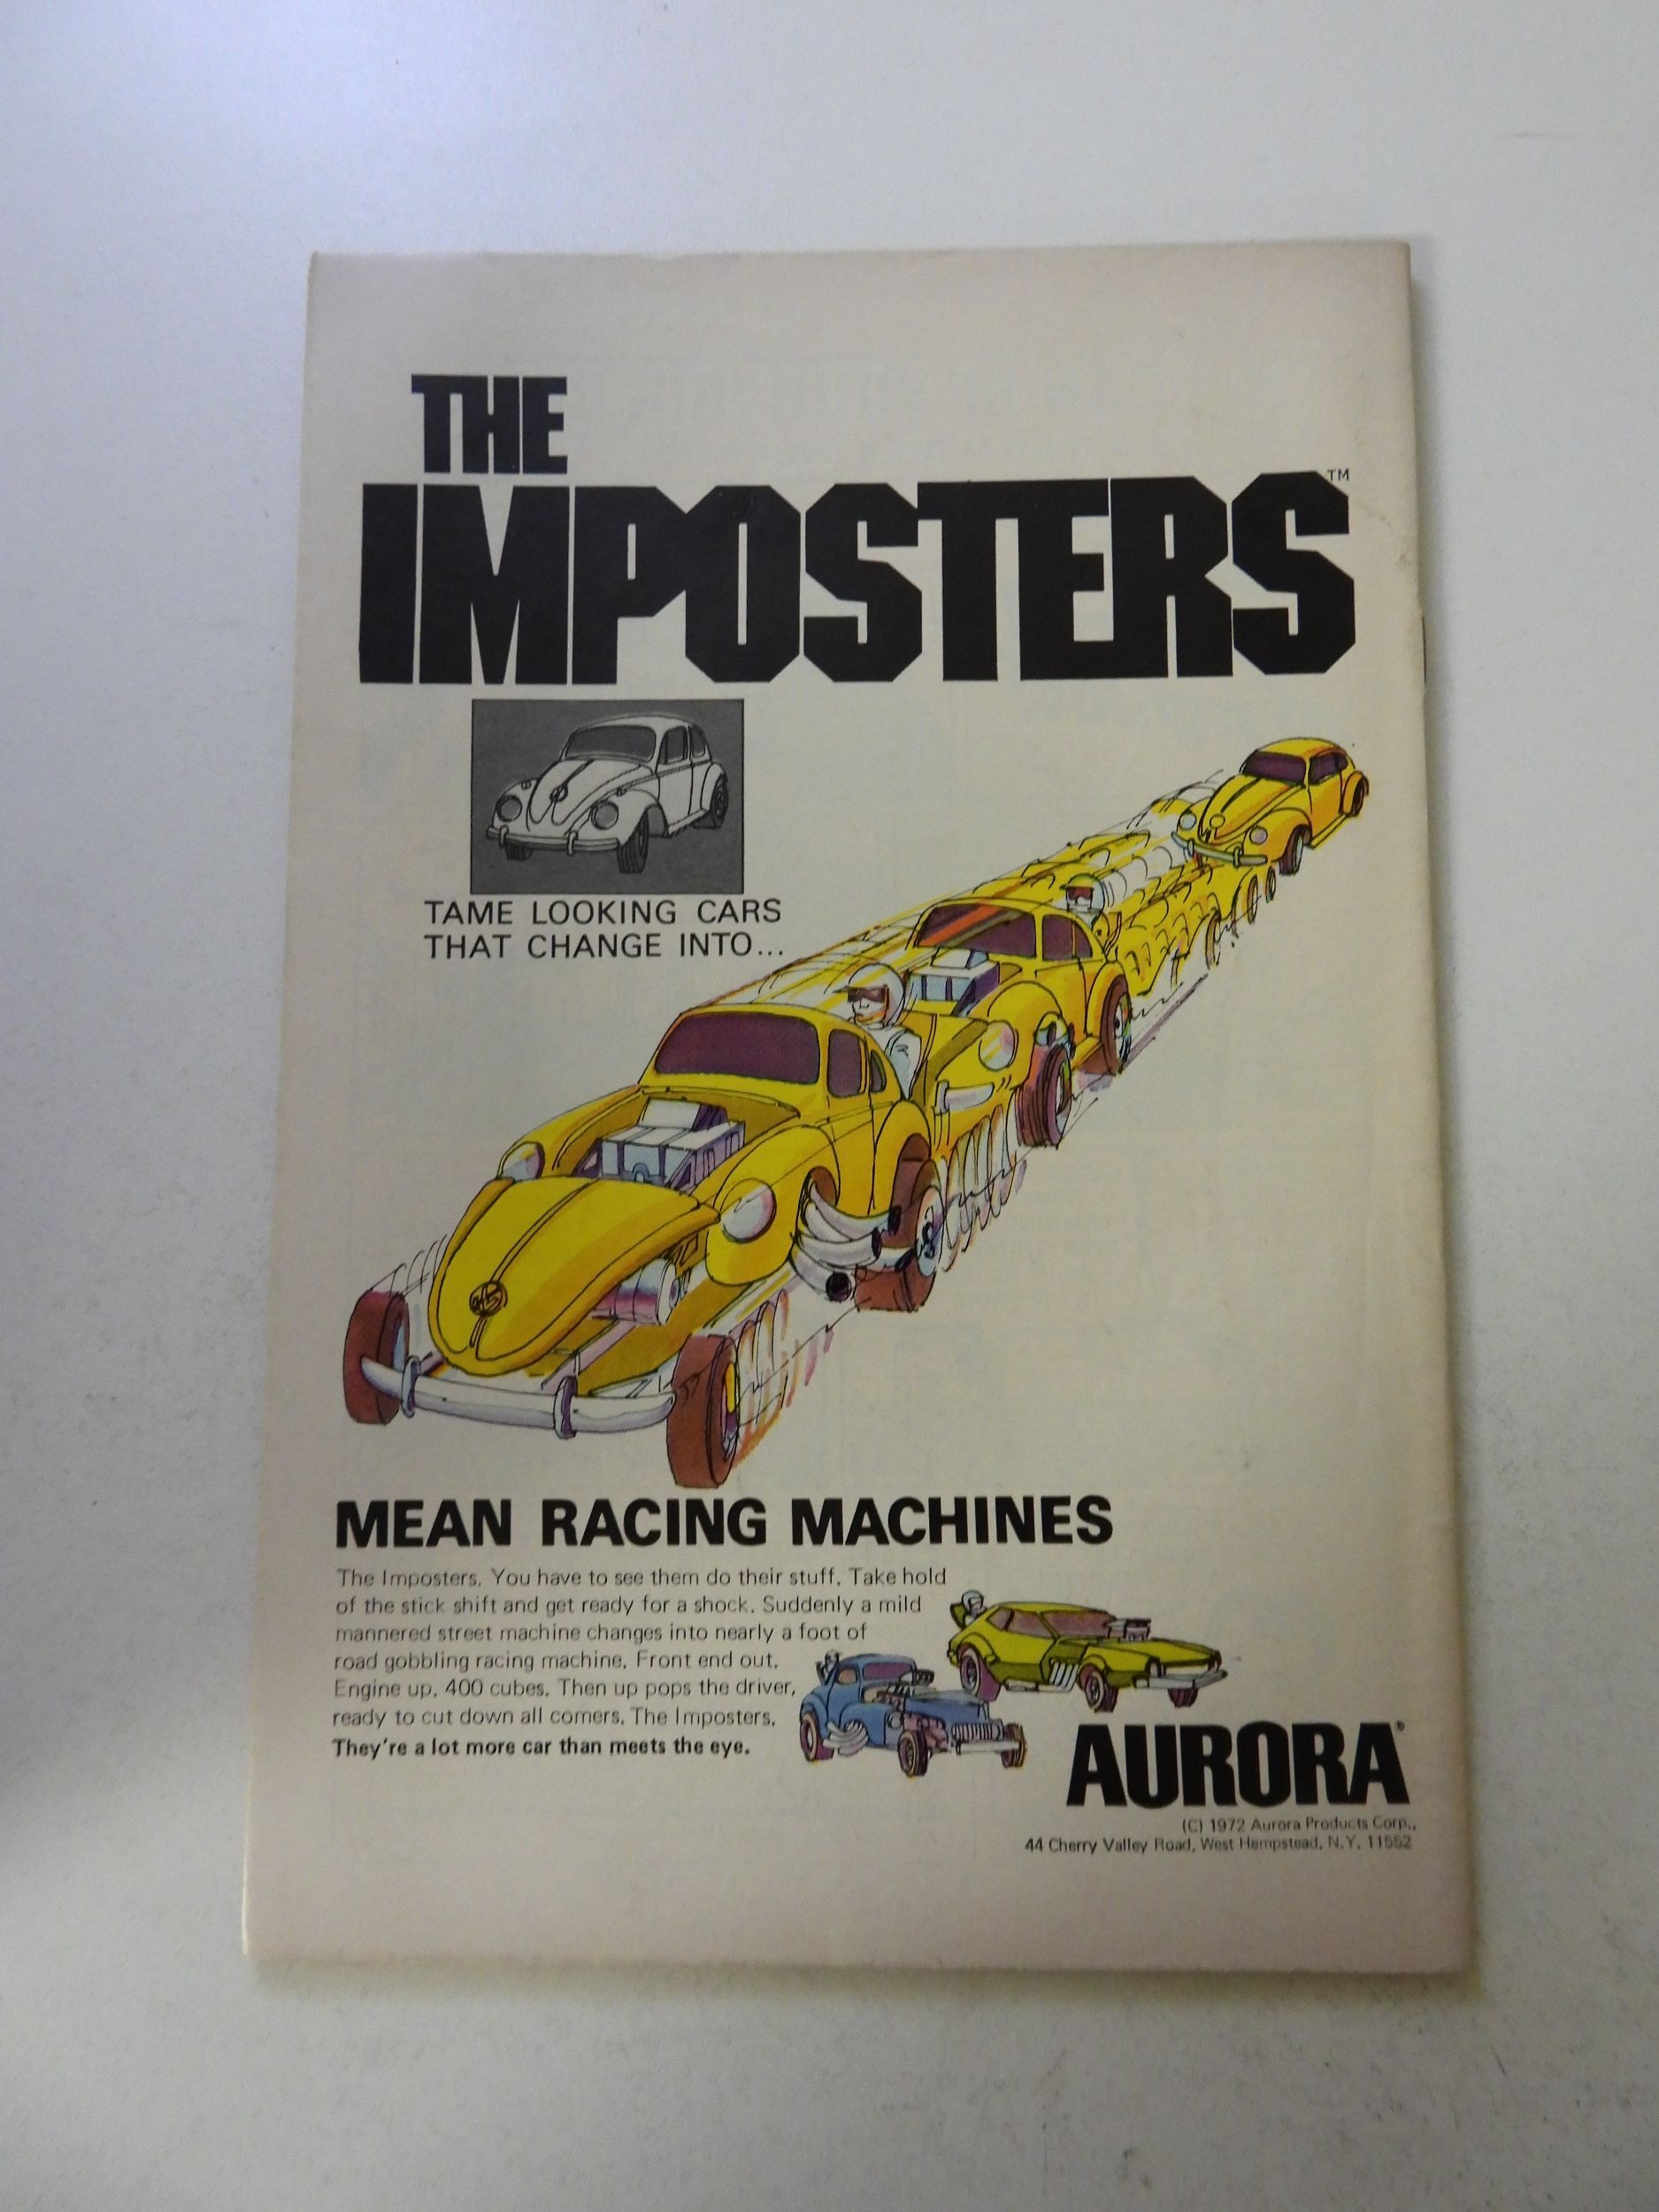 THE
IMPOSTERS™
TAME LOOKING CARS
THAT CHANGE INTO...
MEAN RACING MACHINES
The Imposters. You have to see them do their stuff. Take hold
of the stick shift and get ready for a shock. Suddenly a mild
mannered street machine changes into nearly a foot of
road gobbling racing machine. Front end out.
Engine up. 400 cubes. Then up pops the driver,
ready to cut down all comers. The Imposters.
They're a lot more car than meets the eye.
AURORA®
(C) 1972 Aurora Products Corp.,
44 Cherry Valley Road, West Hempstead, N.Y. 11552